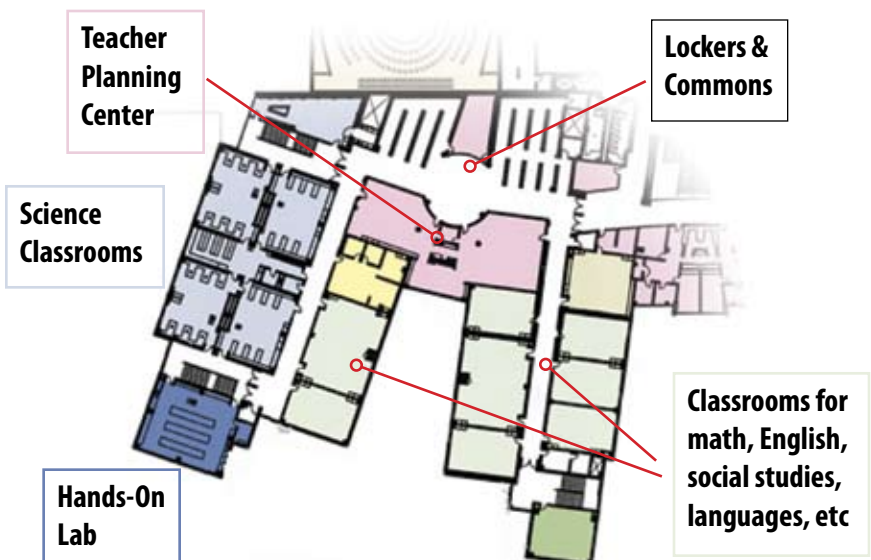 Teacher
Planning
Center
Lockers &
Commons
Science
Classrooms
Classrooms for
math, English,
social studies,
languages, etc
Hands-On
Lab